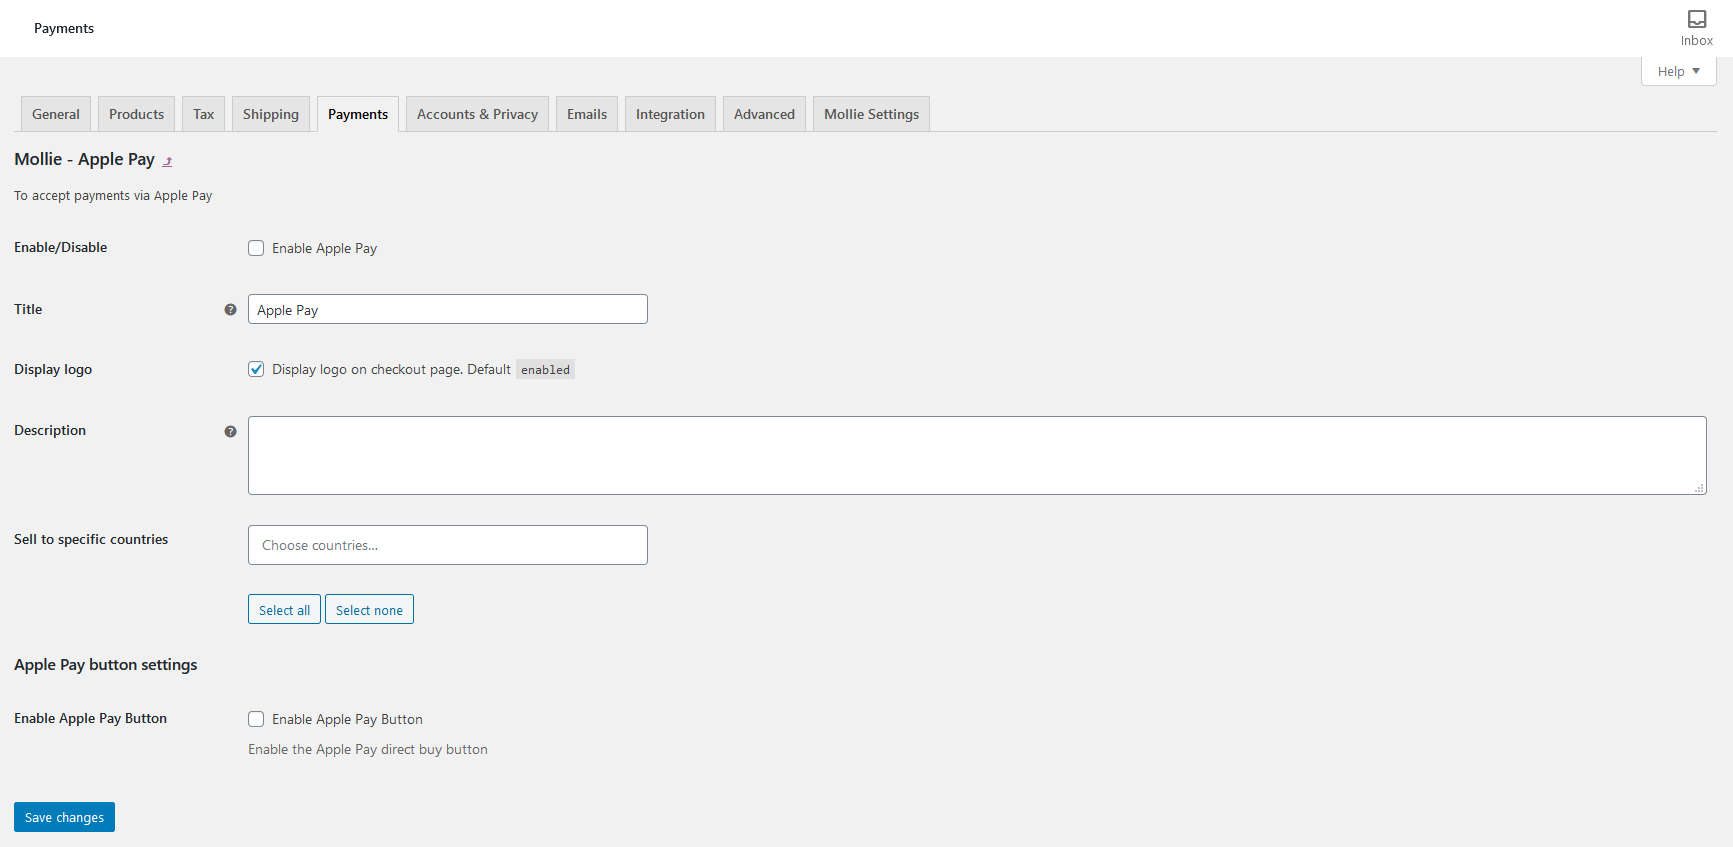 Payments
Inbox
Help
General Products Tax Shipping Payments Accounts & Privacy Emails Integration Advanced Mollie Settings
Mollie - Apple Pay
To accept payments via Apple Pay
Enable/Disable Enable Apple Pay
Title Apple Pay
Display logo Display logo on checkout page. Default enabled
Description
Sell to specific countries Choose countries...
Select all Select none
Apple Pay button settings
Enable Apple Pay Button Enable Apple Pay Button
Enable the Apple Pay direct buy button
Save changes